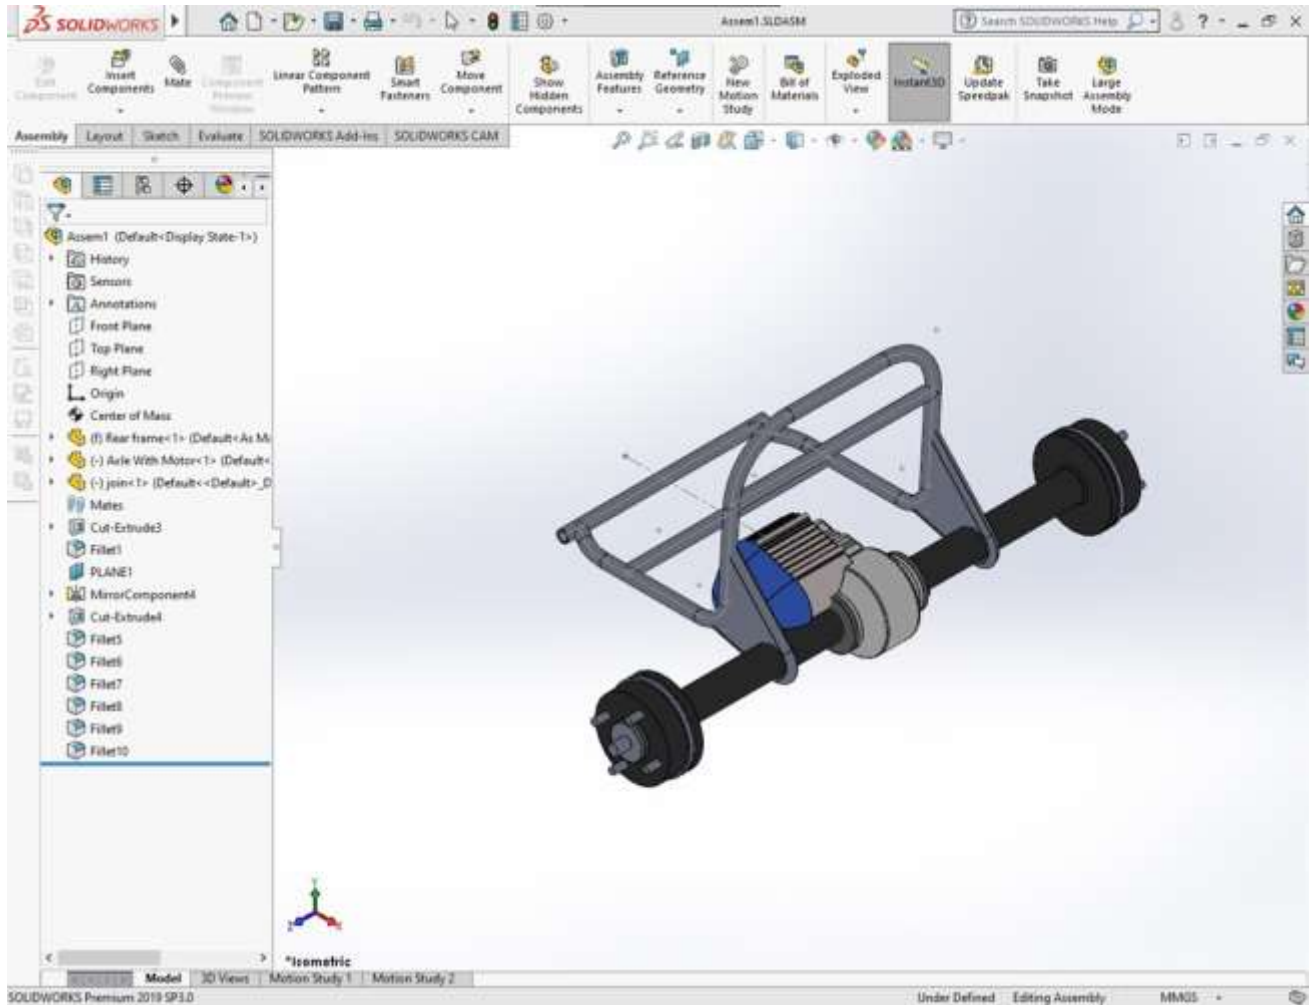 SOLIDWORKS
Assem1.SLDASM
Search SOLIDWORKS Help
Edit Component
Insert Components
Mate
Component Preview Window
Linear Component Pattern
Smart Fasteners
Move Component
Show Hidden Components
Assembly Features
Reference Geometry
New Motion Study
Bill of Materials
Exploded View
Instant3D
Update Speedpak
Take Snapshot
Large Assembly Mode
Assembly
Layout
Sketch
Evaluate
SOLIDWORKS Add-Ins
SOLIDWORKS CAM
Assem1 (Default<Display State-1>)
History
Sensors
Annotations
Front Plane
Top Plane
Right Plane
Origin
Center of Mass
(f) Rear frame<1> (Default<As Ma
(-) Axle With Motor<1> (Default<
(-) join<1> (Default<<Default>_D
Mates
Cut-Extrude3
Fillet1
PLANE1
MirrorComponent4
Cut-Extrude4
Fillet5
Fillet6
Fillet7
Fillet8
Fillet9
Fillet10
*Isometric
Model
3D Views
Motion Study 1
Motion Study 2
SOLIDWORKS Premium 2019 SP3.0
Under Defined
Editing Assembly
MMGS